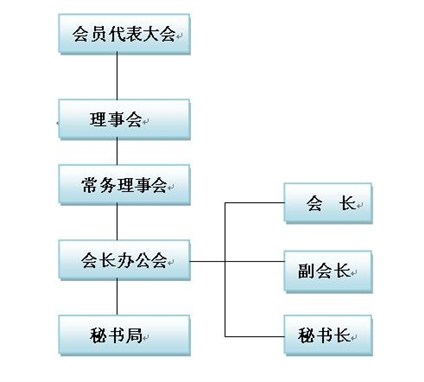 会员代表大会
理事会
常务理事会
会长办公会
秘书局
会 长
副会长
秘书长